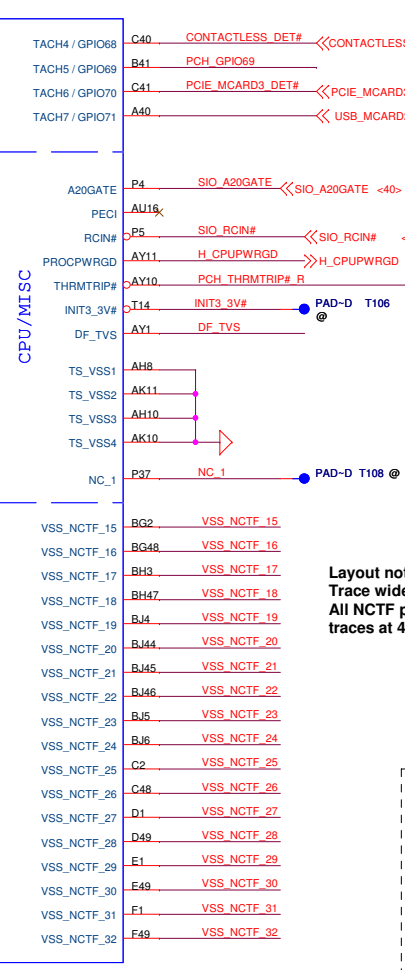 TACH4 / GPIO68 C40 CONTACTLESS_DET# CONTACTLESS
TACH5 / GPIO69 B41 PCH_GPIO69
TACH6 / GPIO70 C41 PCIE_MCARD3_DET# PCIE_MCARD3
TACH7 / GPIO71 A40 USB_MCARD
CPU/MISC
A20GATE P4 SIO_A20GATE SIO_A20GATE <40>
PECI AU16
RCIN# P5 SIO_RCIN# SIO_RCIN# <
PROCPWRGD AY11 H_CPUPWRGD H_CPUPWRGD
THRMTRIP# AY10 PCH_THRMTRIP#_R
INIT3_3V# T14 INIT3_3V# PAD~D T106
@
DF_TVS AY1 DF_TVS
TS_VSS1 AH8
TS_VSS2 AK11
TS_VSS3 AH10
TS_VSS4 AK10
NC_1 P37 NC_1 PAD~D T108 @
VSS_NCTF_15 BG2 VSS_NCTF_15
VSS_NCTF_16 BG48 VSS_NCTF_16
VSS_NCTF_17 BH3 VSS_NCTF_17
VSS_NCTF_18 BH47 VSS_NCTF_18
VSS_NCTF_19 BJ4 VSS_NCTF_19
VSS_NCTF_20 BJ44 VSS_NCTF_20
VSS_NCTF_21 BJ45 VSS_NCTF_21
VSS_NCTF_22 BJ46 VSS_NCTF_22
VSS_NCTF_23 BJ5 VSS_NCTF_23
VSS_NCTF_24 BJ6 VSS_NCTF_24
VSS_NCTF_25 C2 VSS_NCTF_25
VSS_NCTF_26 C48 VSS_NCTF_26
VSS_NCTF_27 D1 VSS_NCTF_27
VSS_NCTF_28 D49 VSS_NCTF_28
VSS_NCTF_29 E1 VSS_NCTF_29
VSS_NCTF_30 E49 VSS_NCTF_30
VSS_NCTF_31 F1 VSS_NCTF_31
VSS_NCTF_32 F49 VSS_NCTF_32
Layout not
Trace wide
All NCTF p
traces at 4